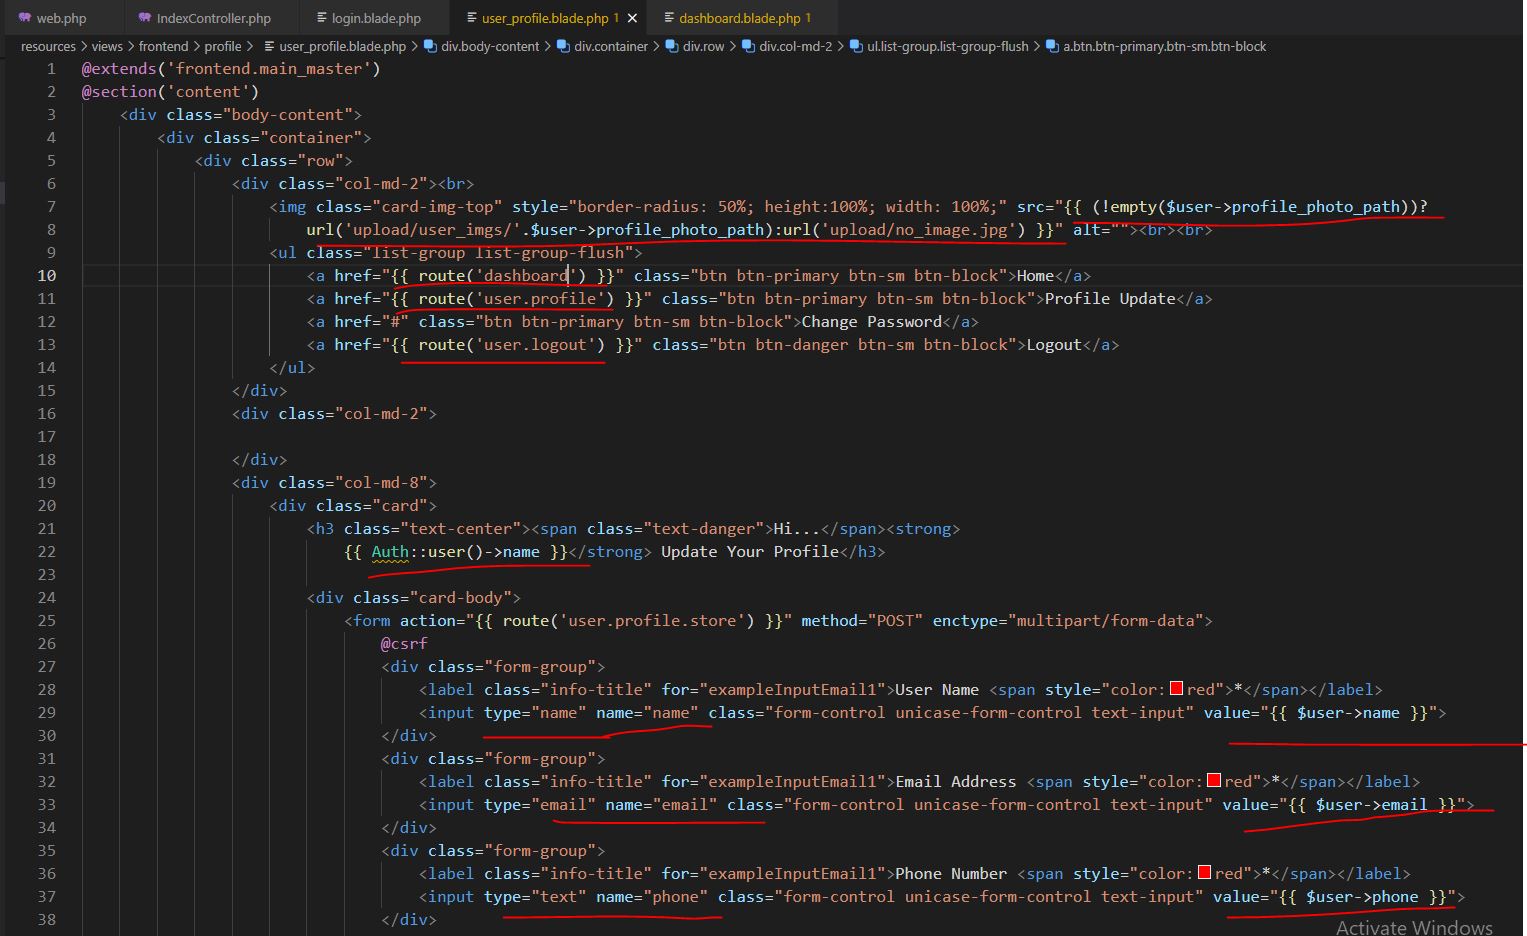 web.php IndexController.php login.blade.php user_profile.blade.php 1 dashboard.blade.php 1
resources > views > frontend > profile > user_profile.blade.php > div.body-content > div.container > div.row > div.col-md-2 > ul.list-group.list-group-flush > a.btn.btn-primary.btn-sm.btn-block
1 @extends('frontend.main_master')
2 @section('content')
3 <div class="body-content">
4 <div class="container">
5 <div class="row">
6 <div class="col-md-2"><br>
7 <img class="card-img-top" style="border-radius: 50%; height:100%; width: 100%;" src="{{ (!empty($user->profile_photo_path))?
8 url('upload/user_imgs/'.$user->profile_photo_path):url('upload/no_image.jpg') }}" alt=""><br><br>
9 <ul class="list-group list-group-flush">
10 <a href="{{ route('dashboard') }}" class="btn btn-primary btn-sm btn-block">Home</a>
11 <a href="{{ route('user.profile') }}" class="btn btn-primary btn-sm btn-block">Profile Update</a>
12 <a href="#" class="btn btn-primary btn-sm btn-block">Change Password</a>
13 <a href="{{ route('user.logout') }}" class="btn btn-danger btn-sm btn-block">Logout</a>
14 </ul>
15 </div>
16 <div class="col-md-2">
17
18 </div>
19 <div class="col-md-8">
20 <div class="card">
21 <h3 class="text-center"><span class="text-danger">Hi...</span><strong>
22 {{ Auth::user()->name }}</strong> Update Your Profile</h3>
23
24 <div class="card-body">
25 <form action="{{ route('user.profile.store') }}" method="POST" enctype="multipart/form-data">
26 @csrf
27 <div class="form-group">
28 <label class="info-title" for="exampleInputEmail1">User Name <span style="color:red">*</span></label>
29 <input type="name" name="name" class="form-control unicase-form-control text-input" value="{{ $user->name }}">
30 </div>
31 <div class="form-group">
32 <label class="info-title" for="exampleInputEmail1">Email Address <span style="color:red">*</span></label>
33 <input type="email" name="email" class="form-control unicase-form-control text-input" value="{{ $user->email }}">
34 </div>
35 <div class="form-group">
36 <label class="info-title" for="exampleInputEmail1">Phone Number <span style="color:red">*</span></label>
37 <input type="text" name="phone" class="form-control unicase-form-control text-input" value="{{ $user->phone }}">
38 </div>
Activate Windows